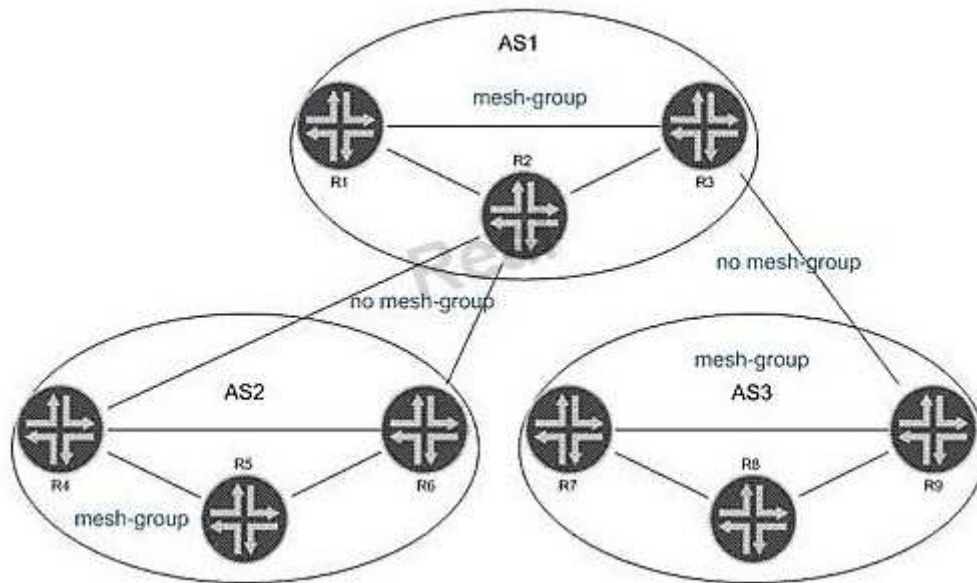 AS1
mesh-group
R1
R2
R3
no mesh-group
no mesh-group
AS2
mesh-group
AS3
R4
R5
R6
R7
R8
R9
mesh-group